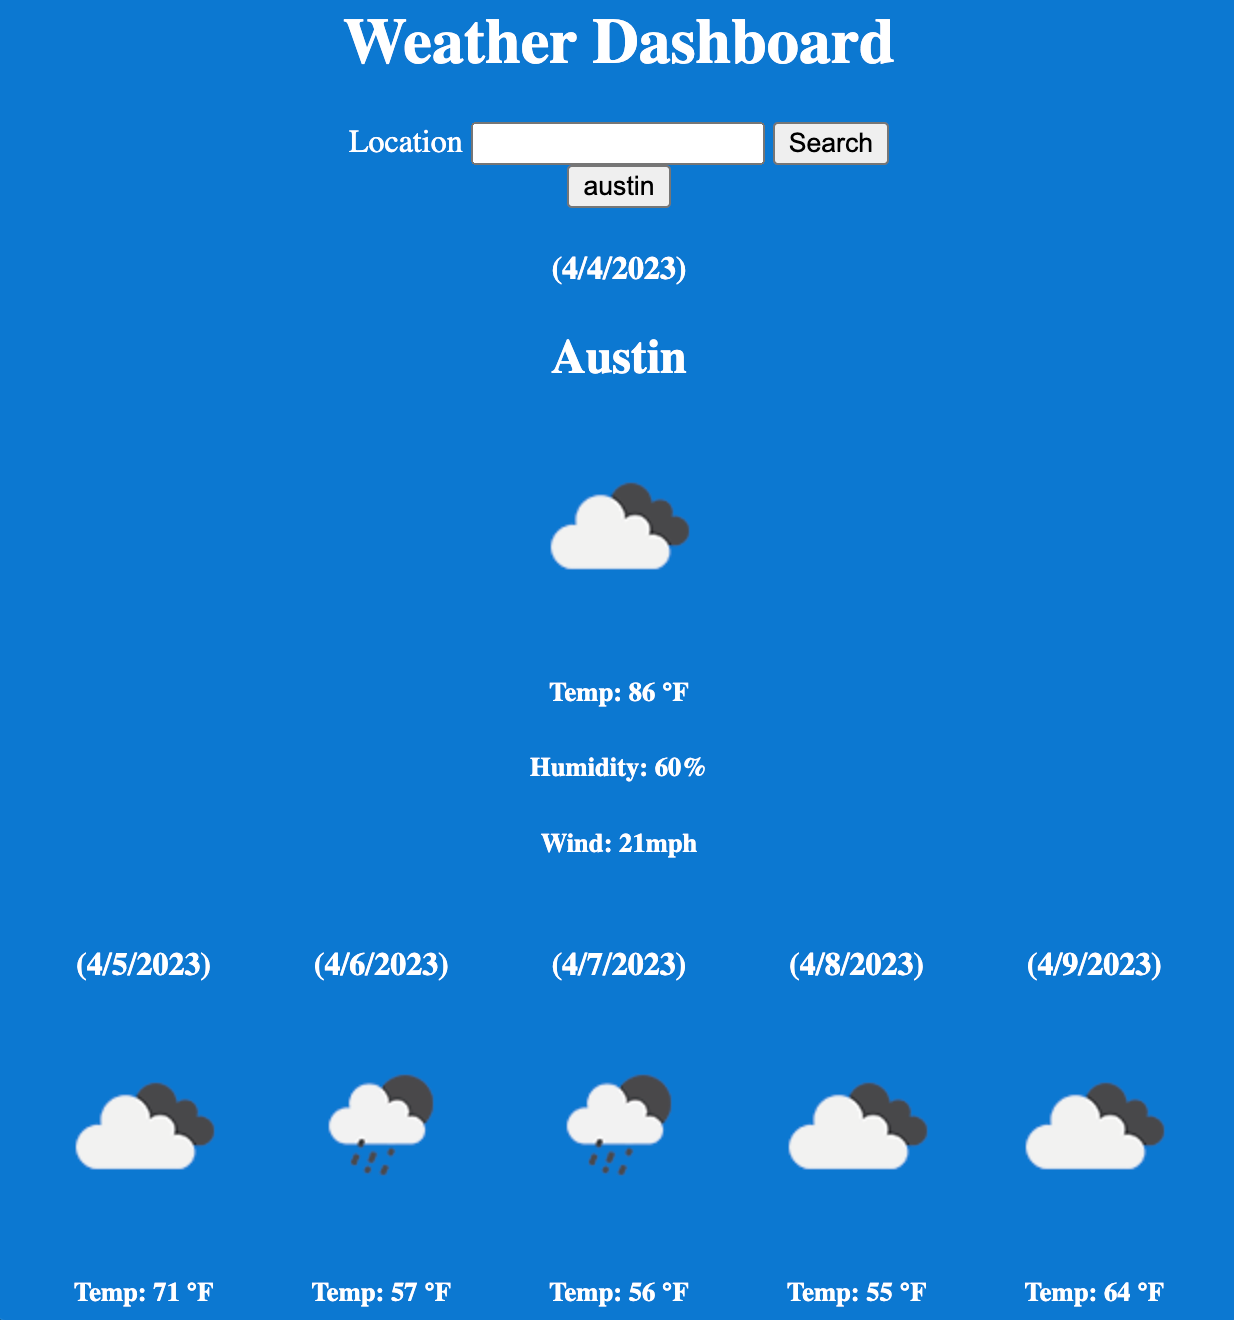 Weather Dashboard
Location Search
austin
(4/4/2023)
Austin
Temp: 86 °F
Humidity: 60%
Wind: 21mph
(4/5/2023) (4/6/2023) (4/7/2023) (4/8/2023) (4/9/2023)
Temp: 71 °F Temp: 57 °F Temp: 56 °F Temp: 55 °F Temp: 64 °F